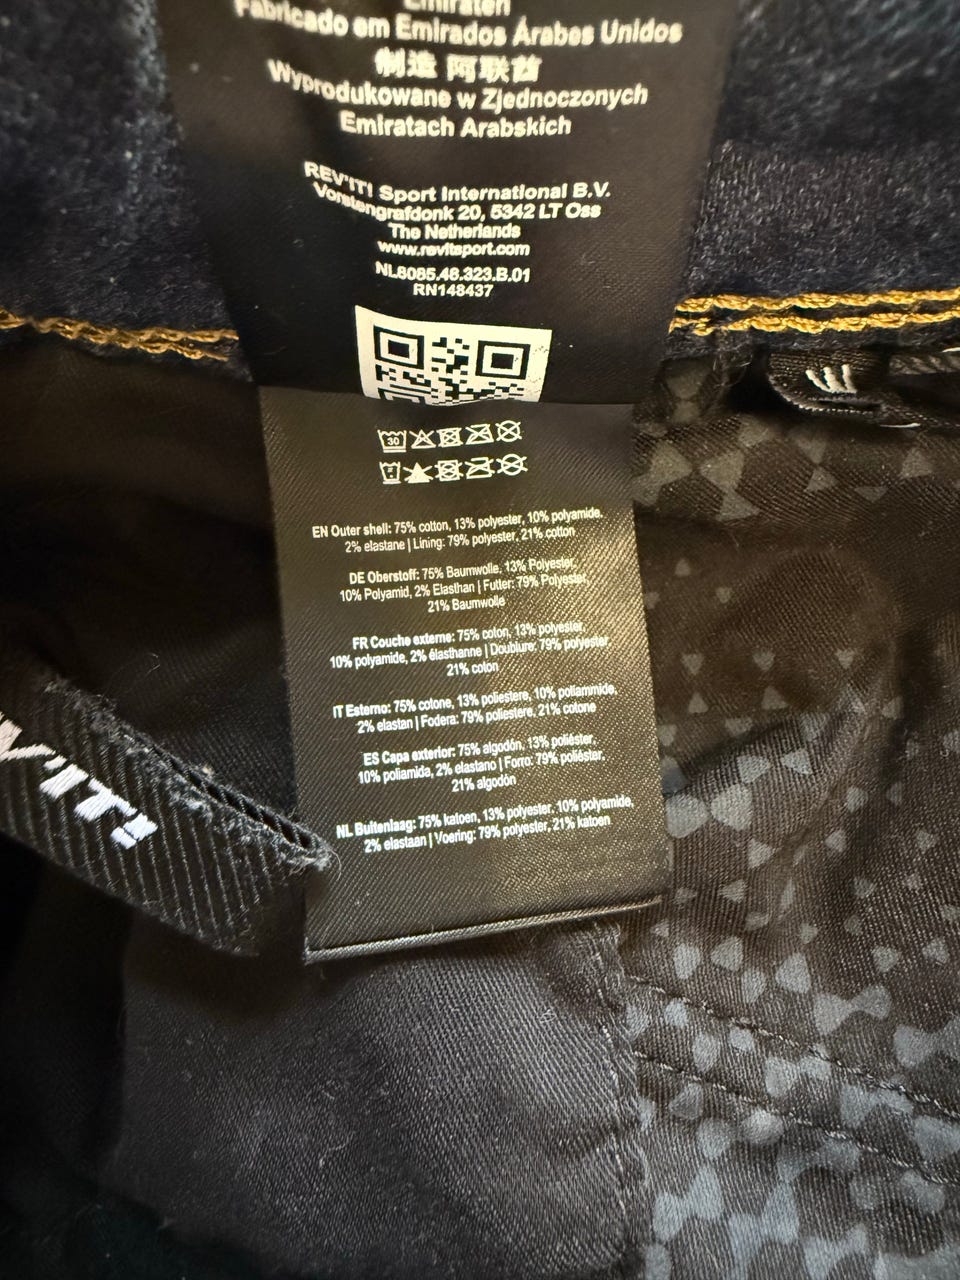 Emiraten
Fabricado em Emirados Árabes Unidos
制造 阿联酋
Wyprodukowane w Zjednoczonych
Emiratach Arabskich
REV'IT! Sport International B.V.
Vorstengrafdonk 20, 5342 LT Oss
The Netherlands
www.revitsport.com
NL8085.48.323.B.01
RN148437
30
EN Outer shell: 75% cotton, 13% polyester, 10% polyamide,
2% elastane | Lining: 79% polyester, 21% cotton
DE Oberstoff: 75% Baumwolle, 13% Polyester,
10% Polyamid, 2% Elasthan | Futter: 79% Polyester,
21% Baumwolle
FR Couche externe: 75% coton, 13% polyester,
10% polyamide, 2% élasthanne | Doublure: 79% polyester,
21% coton
IT Esterno: 75% cotone, 13% poliestere, 10% poliammide,
2% elastan | Fodera: 79% poliestere, 21% cotone
ES Capa exterior: 75% algodón, 13% poliéster,
10% poliamida, 2% elastano | Forro: 79% poliéster,
21% algodón
NL Buitenlaag: 75% katoen, 13% polyester, 10% polyamide,
2% elastaan | Voering: 79% polyester, 21% katoen
V'IT!